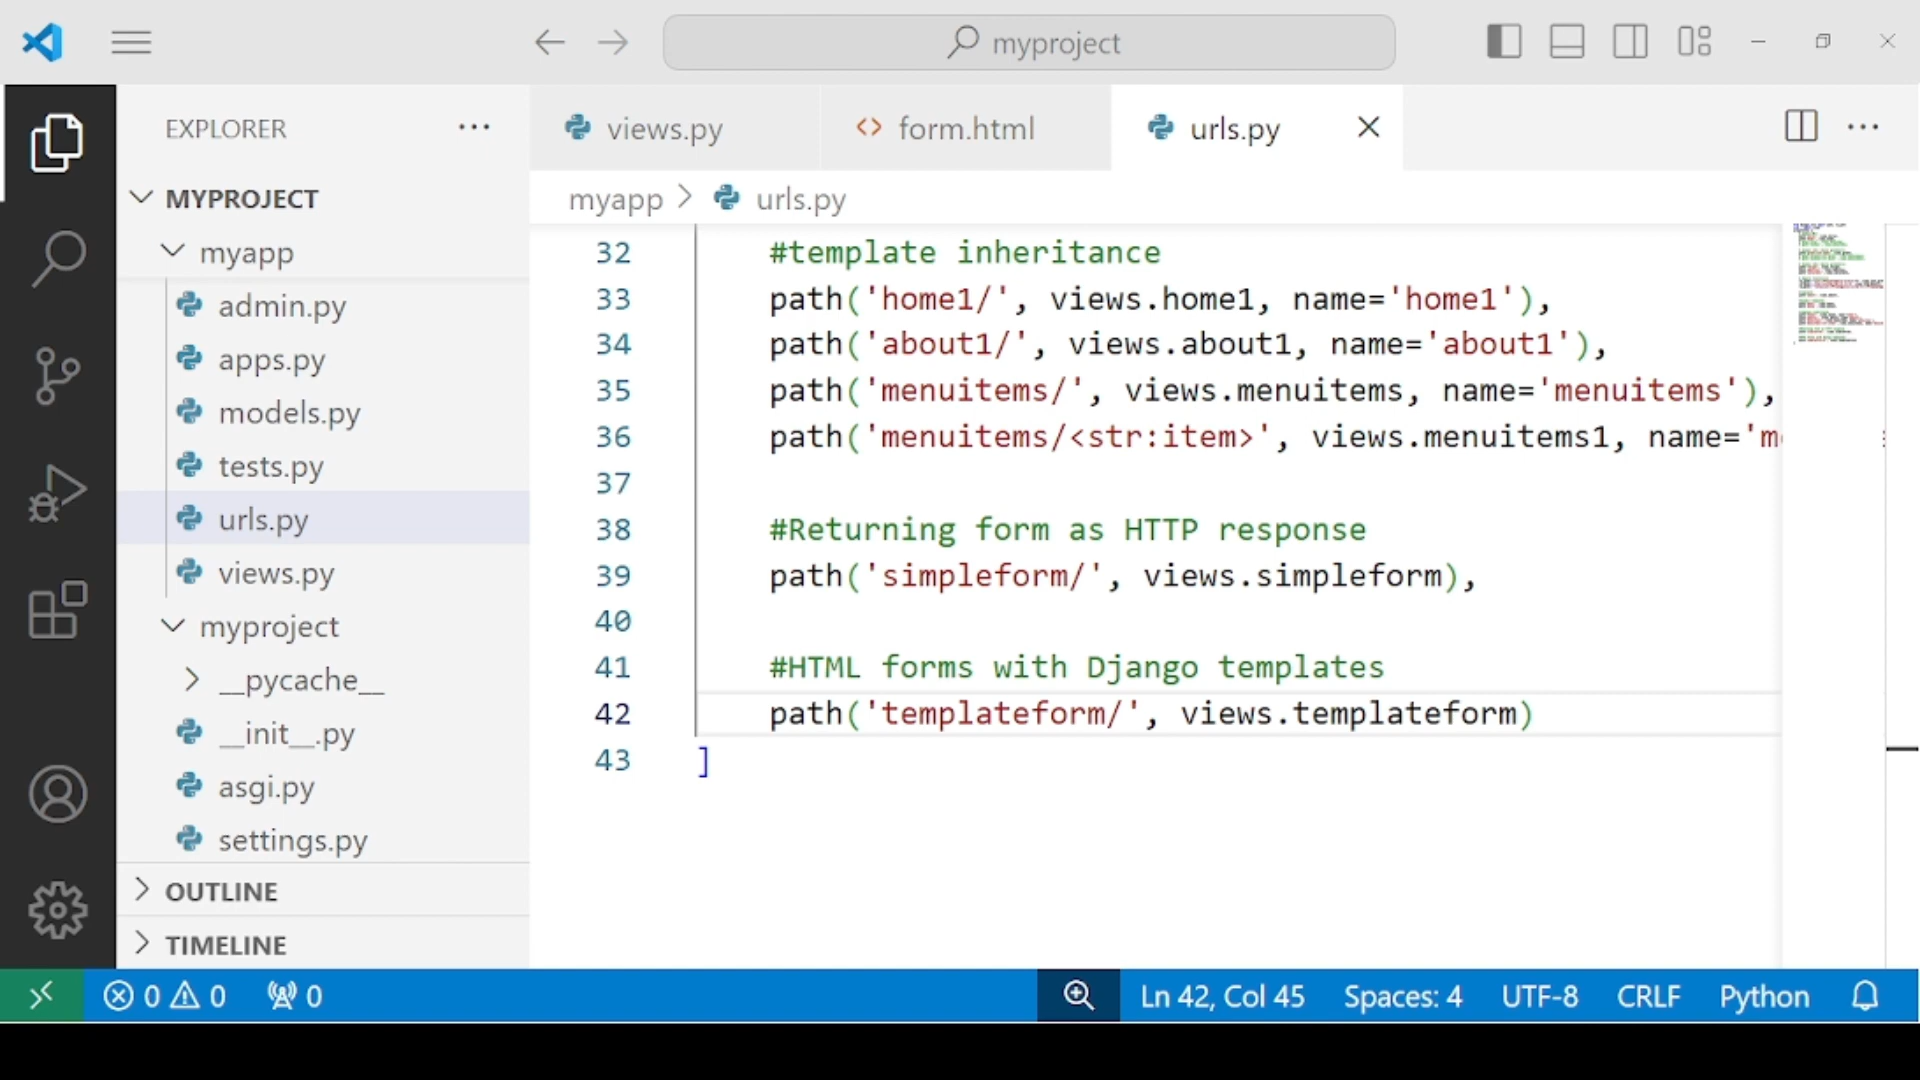 myproject
EXPLORER
MYPROJECT
myapp
admin.py
apps.py
models.py
tests.py
urls.py
views.py
myproject
__pycache__
__init__.py
asgi.py
settings.py
OUTLINE
TIMELINE
views.py
form.html
urls.py
myapp > urls.py
32 #template inheritance
33 path('home1/', views.home1, name='home1'),
34 path('about1/', views.about1, name='about1'),
35 path('menuitems/', views.menuitems, name='menuitems'),
36 path('menuitems/<str:item>', views.menuitems1, name='m
37
38 #Returning form as HTTP response
39 path('simpleform/', views.simpleform),
40
41 #HTML forms with Django templates
42 path('templateform/', views.templateform)
43 ]
0 0 0
Ln 42, Col 45 Spaces: 4 UTF-8 CRLF Python